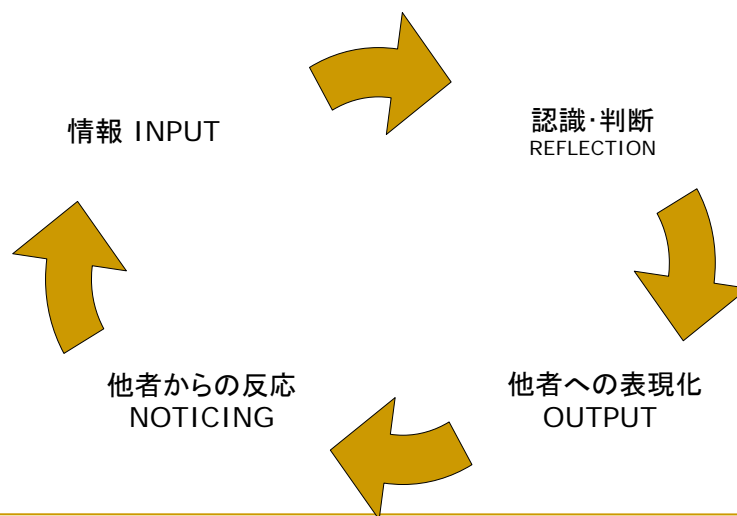 情報 INPUT
認識･判断
REFLECTION
他者への表現化
OUTPUT
他者からの反応
NOTICING